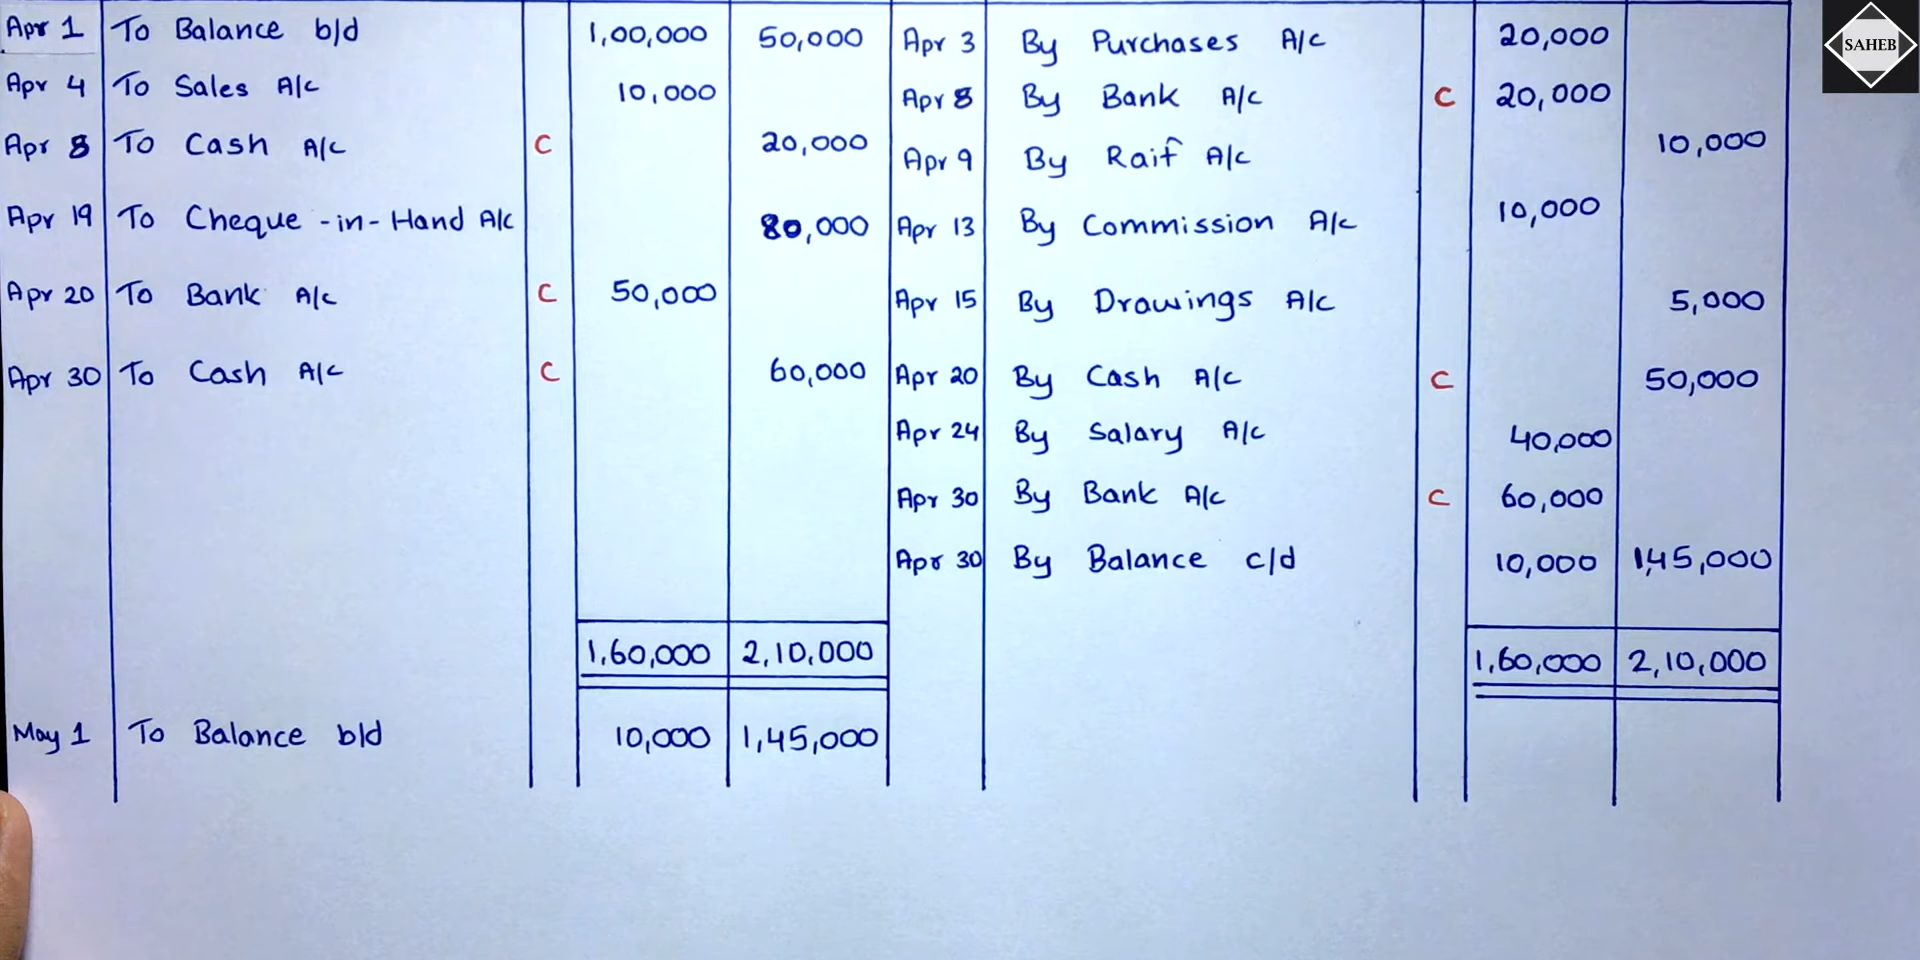 Apr 1 To Balance b/d 1,00,000 50,000 Apr 3 By Purchases A/c 20,000
Apr 4 To Sales A/c 10,000 Apr 8 By Bank A/c C 20,000
Apr 8 To Cash A/c C 20,000 Apr 9 By Raif A/c 10,000
Apr 19 To Cheque-in-Hand A/c 80,000 Apr 13 By Commission A/c 10,000
Apr 20 To Bank A/c C 50,000 Apr 15 By Drawings A/c 5,000
Apr 30 To Cash A/c C 60,000 Apr 20 By Cash A/c C 50,000
Apr 24 By Salary A/c 40,000
Apr 30 By Bank A/c C 60,000
Apr 30 By Balance c/d 10,000 1,45,000
1,60,000 2,10,000 1,60,000 2,10,000
May 1 To Balance b/d 10,000 1,45,000
SAHEB